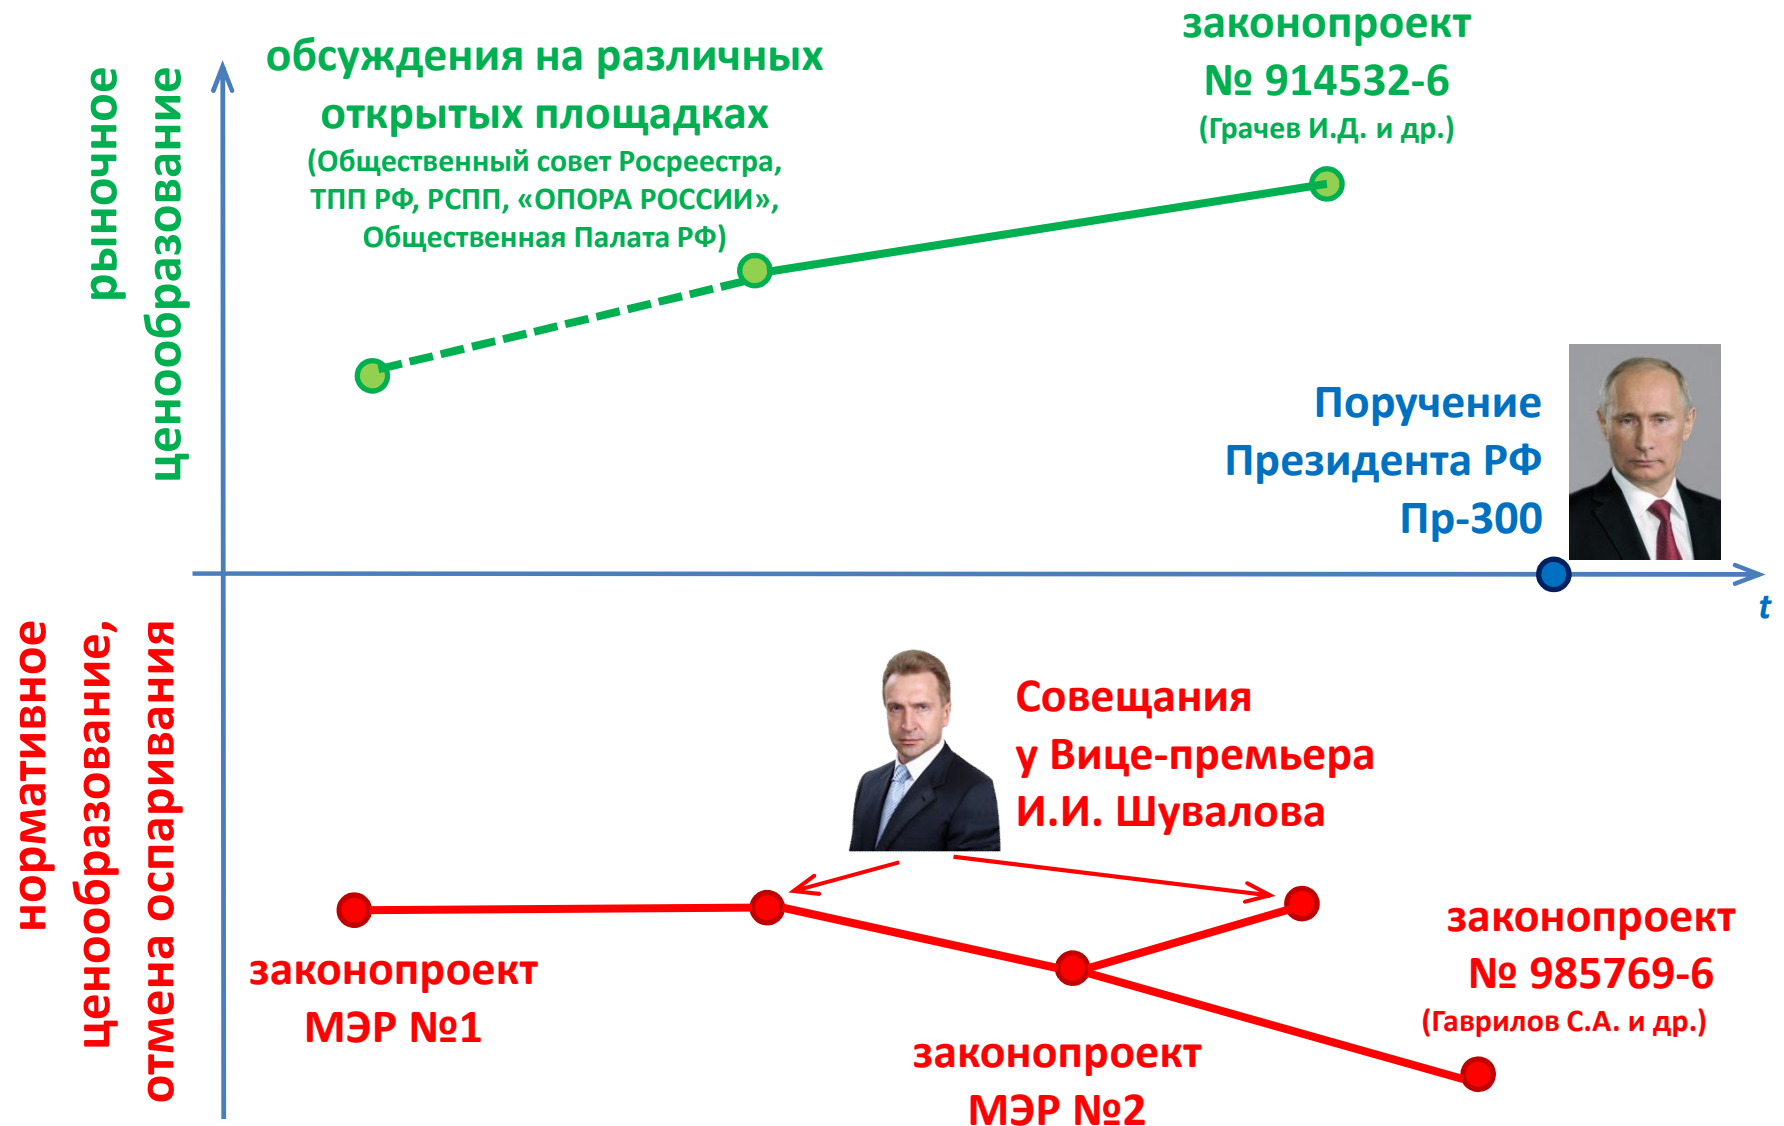 рыночное
ценообразование
обсуждения на различных
открытых площадках
(Общественный совет Росреестра,
ТПП РФ, РСПП, «ОПОРА РОССИИ»,
Общественная Палата РФ)
законопроект
№ 914532-6
(Грачев И.Д. и др.)
Поручение
Президента РФ
Пр-300
t
нормативное
ценообразование,
отмена оспаривания
Совещания
у Вице-премьера
И.И. Шувалова
законопроект
МЭР №1
законопроект
МЭР №2
законопроект
№ 985769-6
(Гаврилов С.А. и др.)